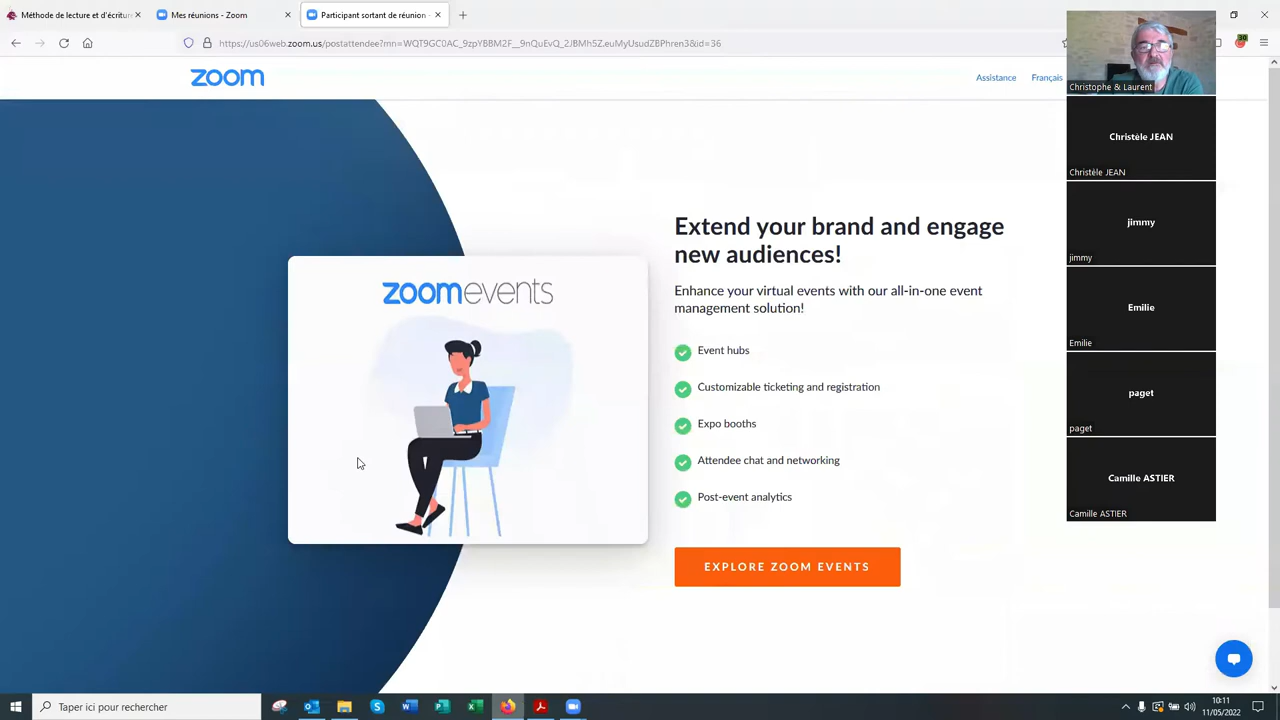 Méthode de lecture et d'écritur
Mes réunions - Zoom
Participant sortant de réunion -
zoom
Assistance
Français
Extend your brand and engage
new audiences!
zoomevents
Enhance your virtual events with our all-in-one event
management solution!
Event hubs
Customizable ticketing and registration
Expo booths
Attendee chat and networking
Post-event analytics
EXPLORE ZOOM EVENTS
Christophe & Laurent
Christèle JEAN
Christèle JEAN
jimmy
jimmy
Emilie
Emilie
paget
paget
Camille ASTIER
Camille ASTIER
Taper ici pour rechercher
10:11
11/05/2022